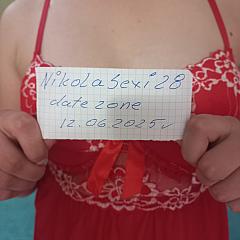 NikolaSexi28
date zone
12.06.2025 v